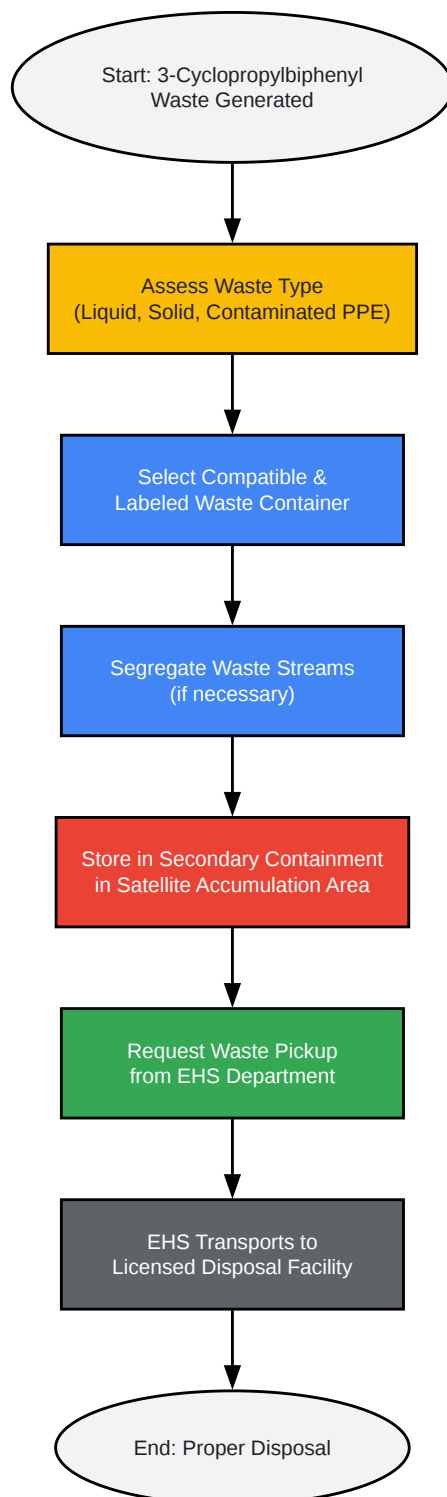 Start: 3-Cyclopropylbiphenyl
Waste Generated
Assess Waste Type
(Liquid, Solid, Contaminated PPE)
Select Compatible &
Labeled Waste Container
Segregate Waste Streams
(if necessary)
Store in Secondary Containment
in Satellite Accumulation Area
Request Waste Pickup
from EHS Department
EHS Transports to
Licensed Disposal Facility
End: Proper Disposal